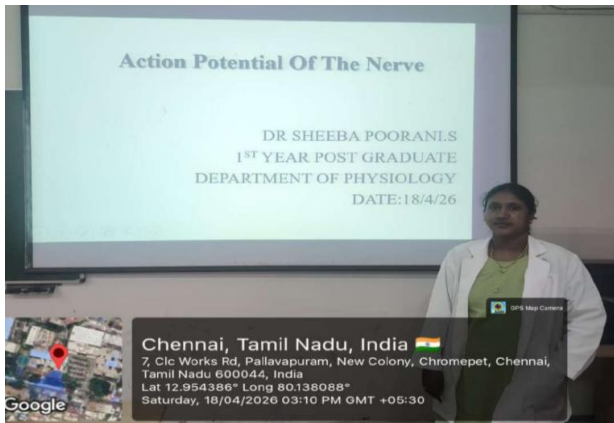 Action Potential Of The Nerve
DR SHEEBA POORANI.S
1ST YEAR POST GRADUATE
DEPARTMENT OF PHYSIOLOGY
DATE:18/4/26
GPS Map Camera
Chennai, Tamil Nadu, India
7, Clc Works Rd, Pallavapuram, New Colony, Chromepet, Chennai,
Tamil Nadu 600044, India
Lat 12.954386° Long 80.138088°
Saturday, 18/04/2026 03:10 PM GMT +05:30
Google